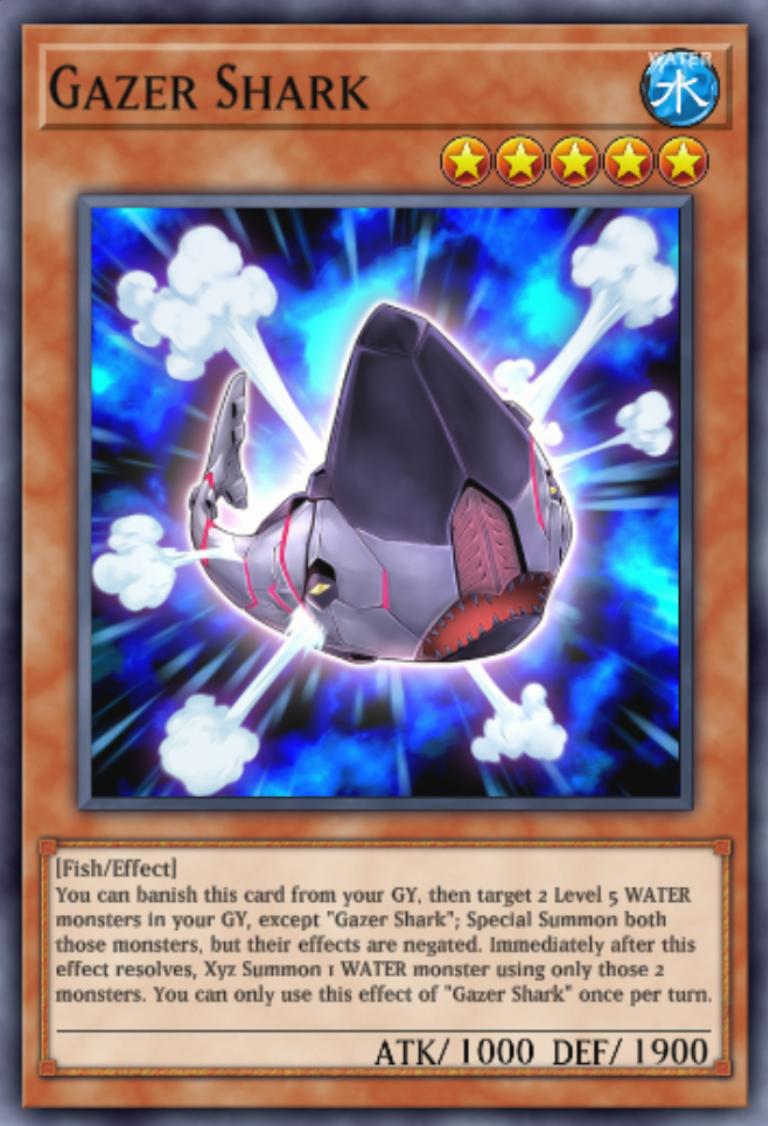 Gazer Shark
WATER
水
[Fish/Effect]
You can banish this card from your GY, then target 2 Level 5 WATER
monsters in your GY, except "Gazer Shark"; Special Summon both
those monsters, but their effects are negated. Immediately after this
effect resolves, Xyz Summon 1 WATER monster using only those 2
monsters. You can only use this effect of "Gazer Shark" once per turn.
ATK/ 1000 DEF/ 1900